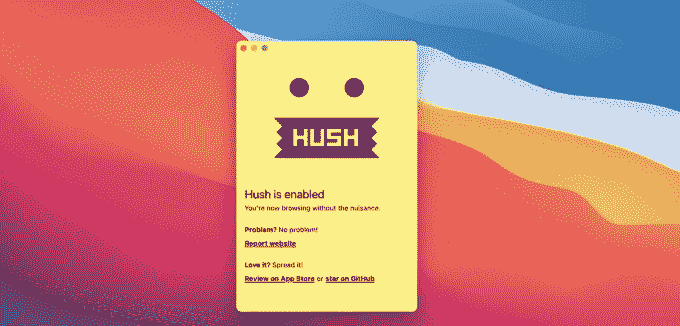 HUSH
Hush is enabled
You're now browsing without the nuisance.
Problem? No problem!
Report website
Love it? Spread it!
Review on App Store or star on GitHub